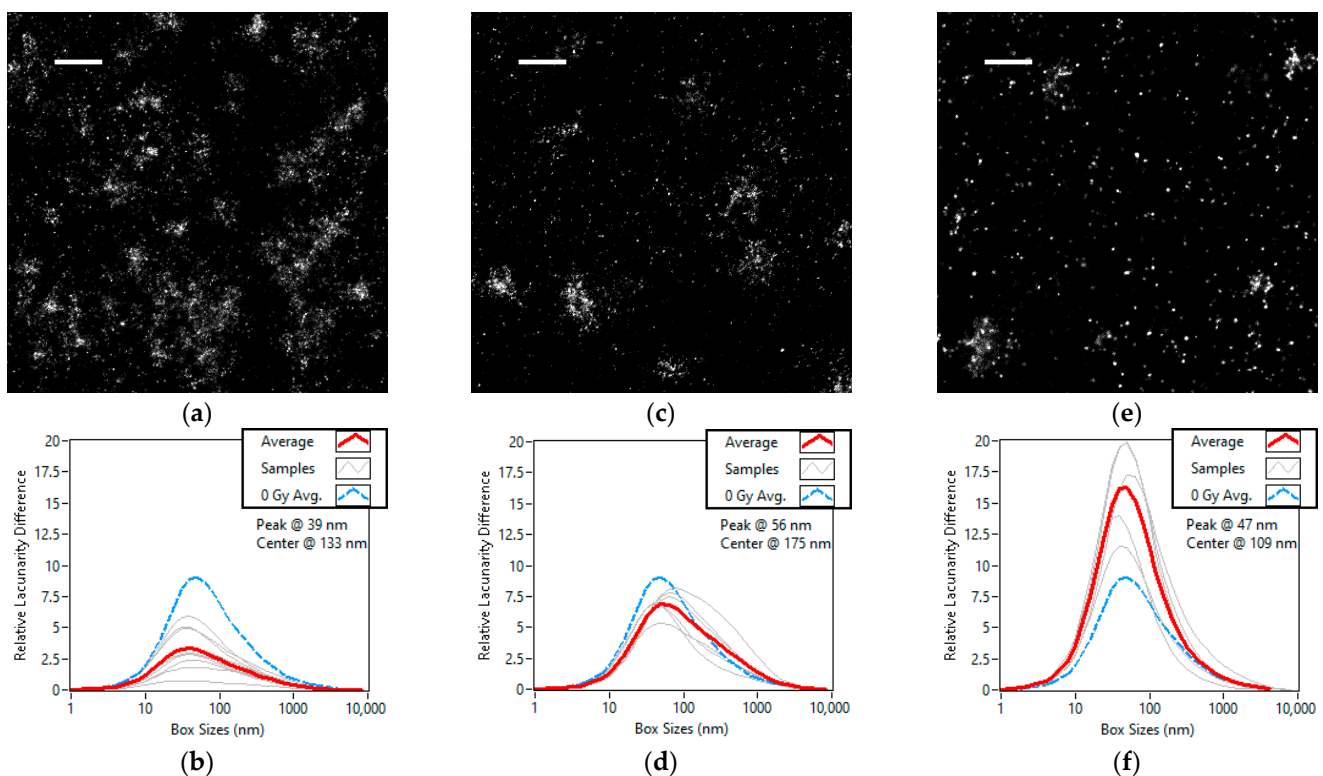 (a)
(c)
(e)
Relative Lacunarity Difference
20
17.5
15
12.5
10
7.5
5
2.5
0
1
10
100
1000
10,000
Box Sizes (nm)
Average
Samples
0 Gy Avg.
Peak @ 39 nm
Center @ 133 nm
(b)
Relative Lacunarity Difference
20
17.5
15
12.5
10
7.5
5
2.5
0
1
10
100
1000
10,000
Box Sizes (nm)
Average
Samples
0 Gy Avg.
Peak @ 56 nm
Center @ 175 nm
(d)
Relative Lacunarity Difference
20
17.5
15
12.5
10
7.5
5
2.5
0
1
10
100
1000
10,000
Box Sizes (nm)
Average
Samples
0 Gy Avg.
Peak @ 47 nm
Center @ 109 nm
(f)